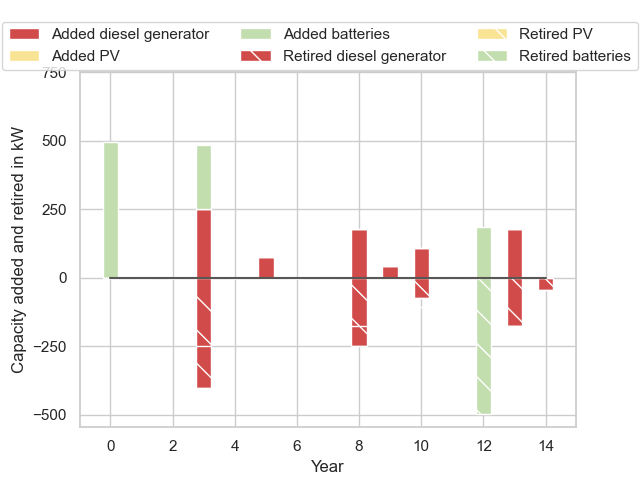 Added diesel generator
Added PV
Added batteries
Retired diesel generator
Retired PV
Retired batteries
750
500
250
0
−250
−500
Capacity added and retired in kW
0 2 4 6 8 10 12 14
Year